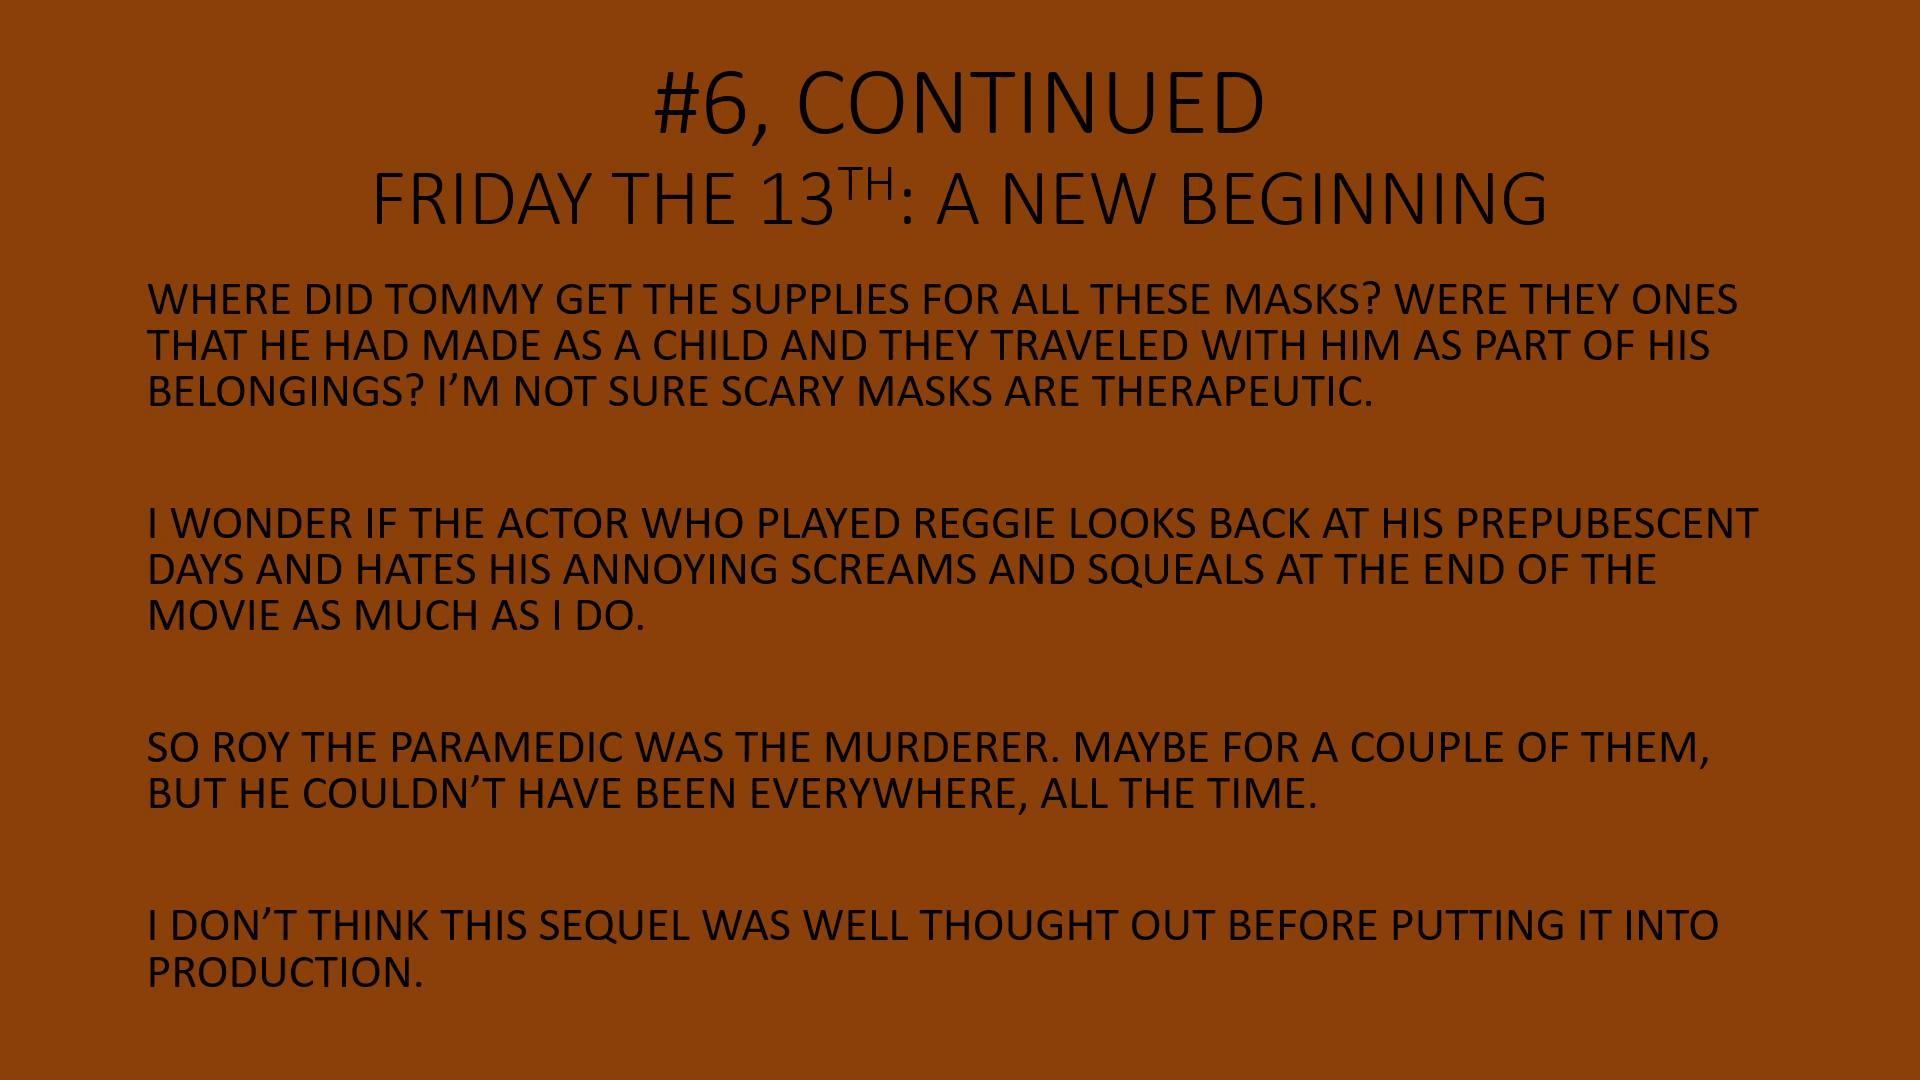 #6, CONTINUED
FRIDAY THE 13TH: A NEW BEGINNING
WHERE DID TOMMY GET THE SUPPLIES FOR ALL THESE MASKS? WERE THEY ONES
THAT HE HAD MADE AS A CHILD AND THEY TRAVELED WITH HIM AS PART OF HIS
BELONGINGS? I’M NOT SURE SCARY MASKS ARE THERAPEUTIC.
I WONDER IF THE ACTOR WHO PLAYED REGGIE LOOKS BACK AT HIS PREPUBESCENT
DAYS AND HATES HIS ANNOYING SCREAMS AND SQUEALS AT THE END OF THE
MOVIE AS MUCH AS I DO.
SO ROY THE PARAMEDIC WAS THE MURDERER. MAYBE FOR A COUPLE OF THEM,
BUT HE COULDN’T HAVE BEEN EVERYWHERE, ALL THE TIME.
I DON’T THINK THIS SEQUEL WAS WELL THOUGHT OUT BEFORE PUTTING IT INTO
PRODUCTION.